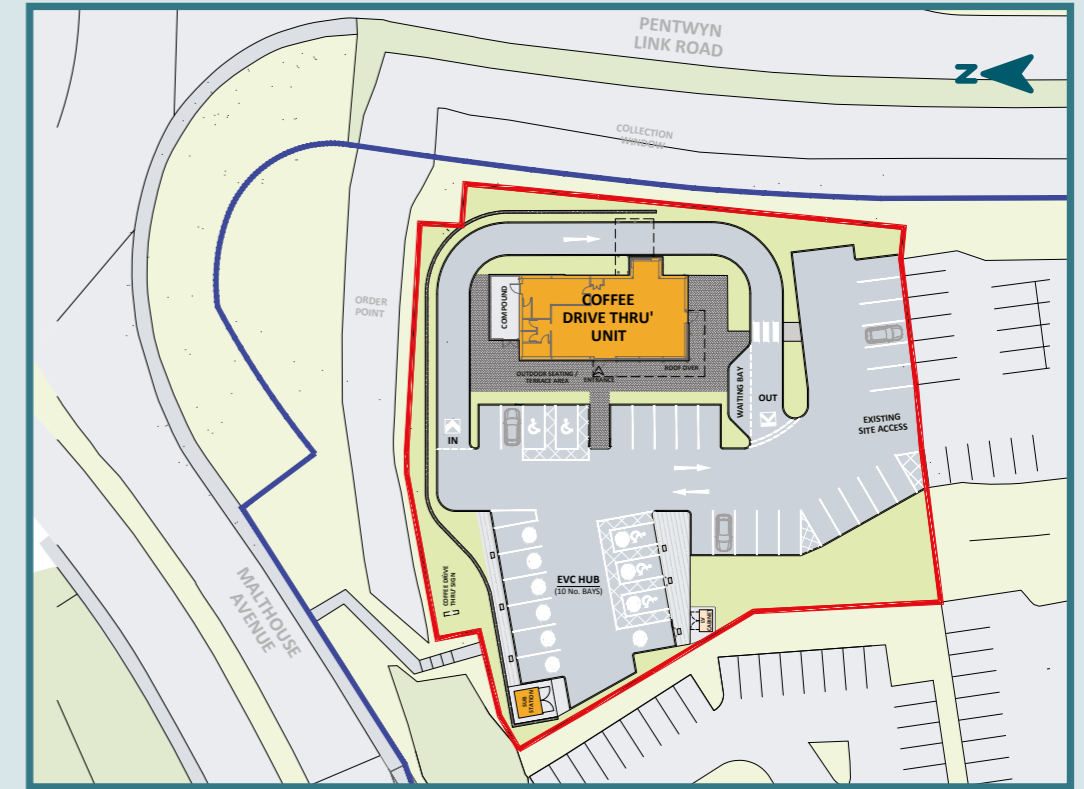 PENTWYN
LINK ROAD
N
COLLECTION
WINDOW
ORDER
POINT
COMPOUND
COFFEE
DRIVE THRU'
UNIT
OUTDOOR SEATING /
TERRACE AREA
ENTRANCE
ROOF OVER
WAITING BAY
OUT
IN
EXISTING
SITE ACCESS
EVC HUB
(10 No. BAYS)
COFFEE DRIVE
THRU' SIGN
MALTHOUSE
AVENUE
LV
CABINET
SUB
STATION